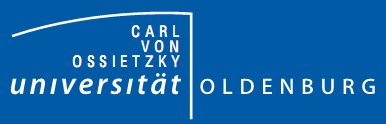 CARL
VON
OSSIETZKY
universität OLDENBURG